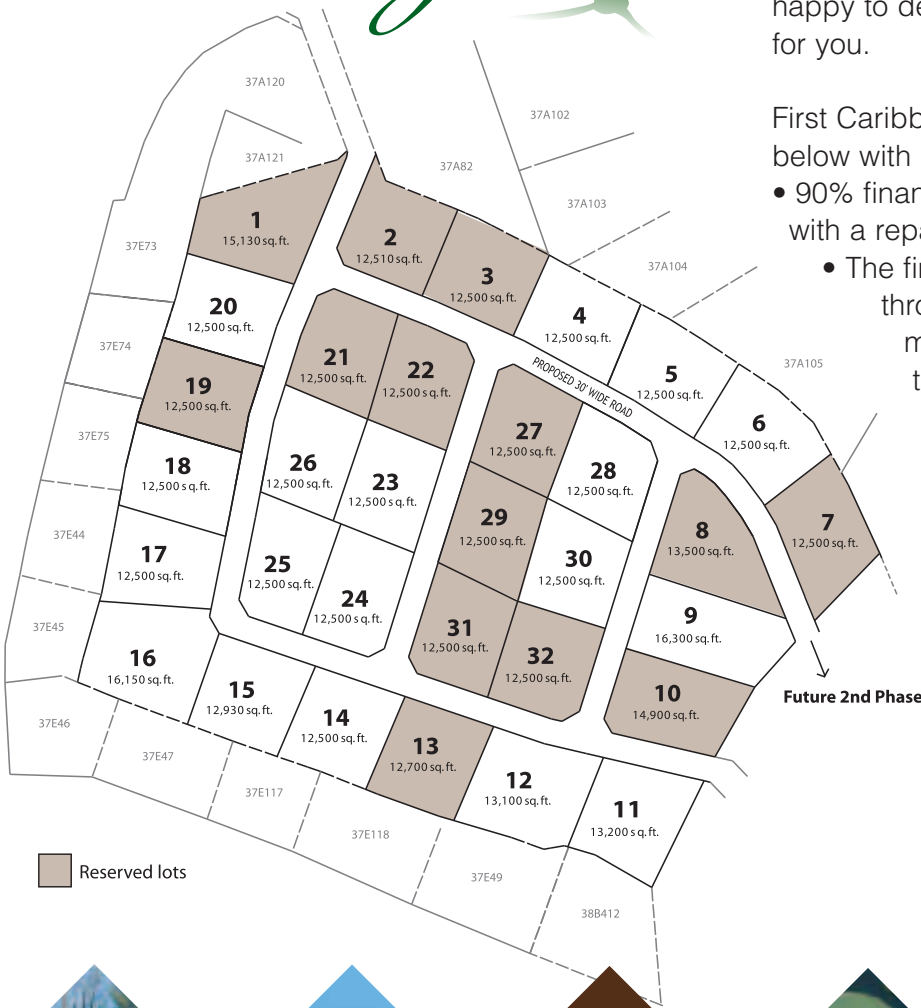 happy to de
for you.
First Caribb
below with
• 90% finan
with a repa
• The fi
thro
m
t
37A120
37A102
37A121
37A82
37A103
1
15,130 sq.ft.
2
12,510 sq.ft.
37E73
3
12,500 sq.ft.
37A104
20
12,500 sq.ft.
4
12,500 sq.ft.
37E74
21
12,500 sq.ft.
22
12,500 sq.ft.
PROPOSED 30' WIDE ROAD
5
12,500 sq.ft.
37A105
19
12,500 sq.ft.
6
12,500 sq.ft.
37E75
27
12,500 sq.ft.
18
12,500 sq.ft.
26
12,500 sq.ft.
23
12,500 sq.ft.
28
12,500 sq.ft.
37E44
29
12,500 sq.ft.
8
13,500 sq.ft.
7
12,500 sq.ft.
17
12,500 sq.ft.
25
12,500 sq.ft.
30
12,500 sq.ft.
24
12,500 sq.ft.
37E45
31
12,500 sq.ft.
9
16,300 sq.ft.
16
16,150 sq.ft.
32
12,500 sq.ft.
15
12,930 sq.ft.
10
14,900 sq.ft.
Future 2nd Phase
37E46
14
12,500 sq.ft.
13
12,700 sq.ft.
37E47
12
13,100 sq.ft.
37E117
11
13,200 sq.ft.
37E118
Reserved lots
37E49
38B412